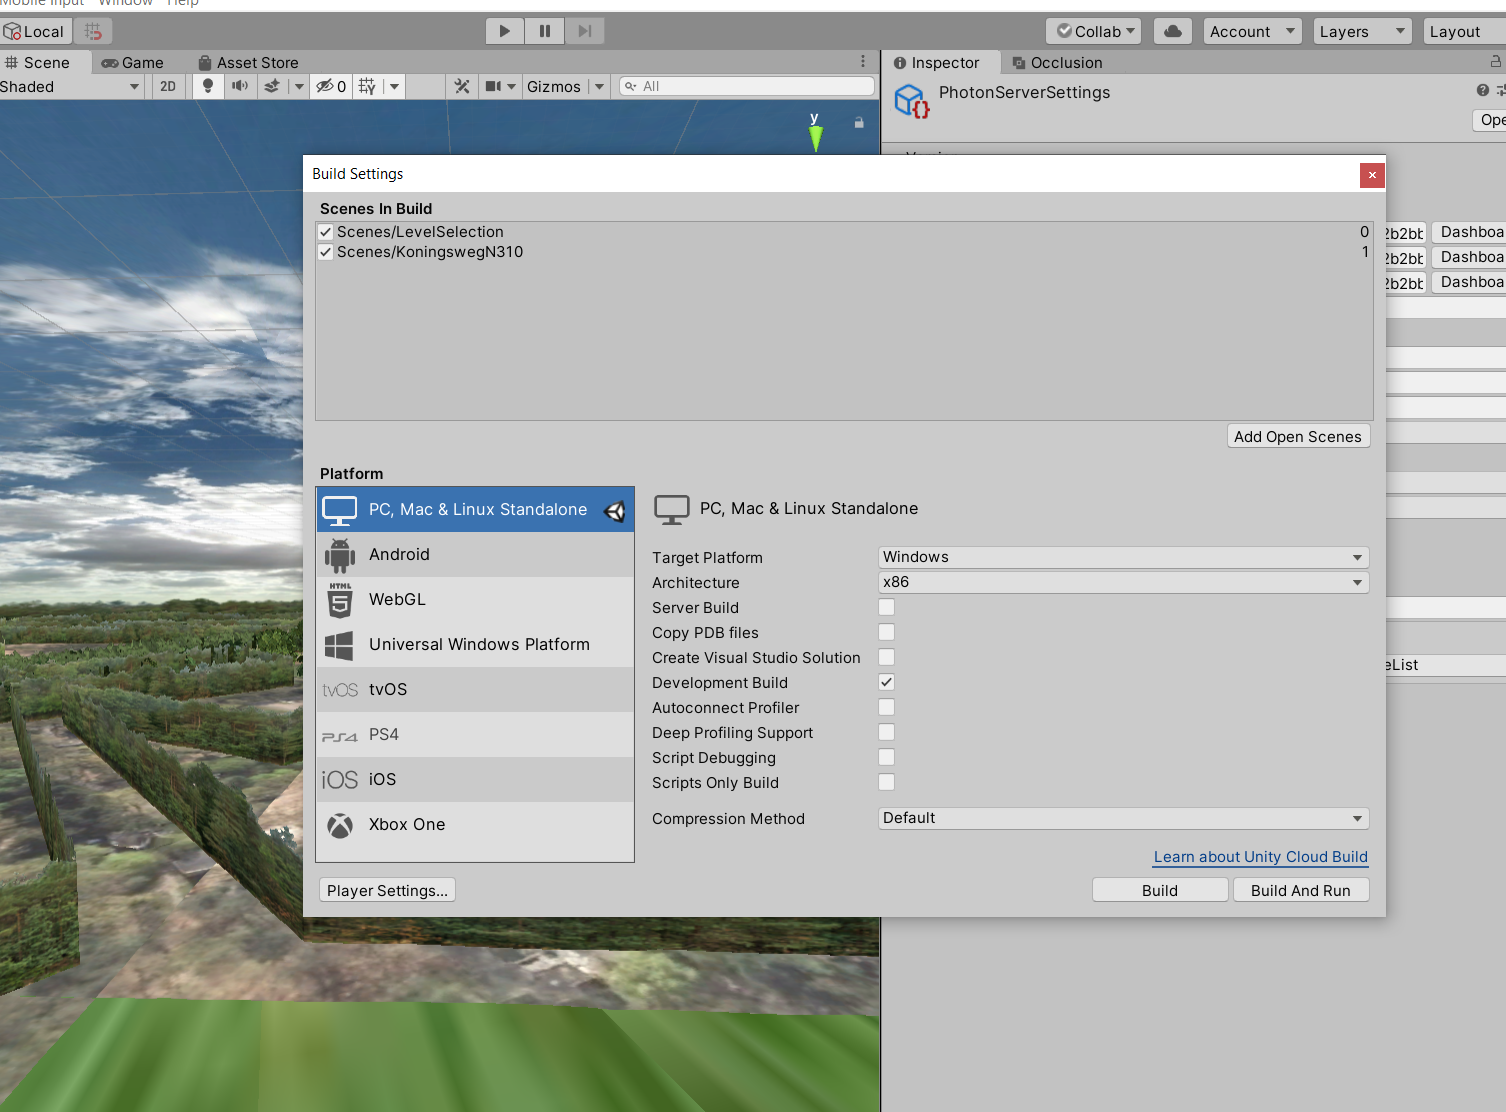 Mobile Input Window Help
Local
Collab
Account
Layers
Layout
Scene
Game
Asset Store
Inspector
Occlusion
Shaded
2D
0
Gizmos
All
PhotonServerSettings
Ope
y
Build Settings
Scenes In Build
Scenes/LevelSelection 0
Scenes/KoningswegN310 1
2b2bb Dashboa
2b2bb Dashboa
2b2bb Dashboa
Add Open Scenes
Platform
PC, Mac & Linux Standalone
Android
HTML
5
WebGL
Universal Windows Platform
tvOS
tvOS
PS4
PS4
iOS
iOS
Xbox One
PC, Mac & Linux Standalone
Target Platform Windows
Architecture x86
Server Build
Copy PDB files
Create Visual Studio Solution
Development Build
Autoconnect Profiler
Deep Profiling Support
Script Debugging
Scripts Only Build
Compression Method Default
eList
Learn about Unity Cloud Build
Player Settings...
Build
Build And Run